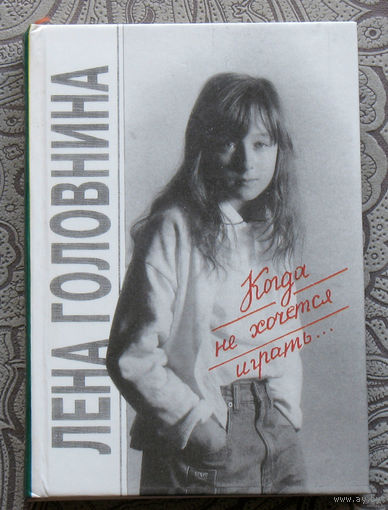 ЛЕНА ГОЛОВНИНА
Когда
не хочется
играть...
www.ay.by